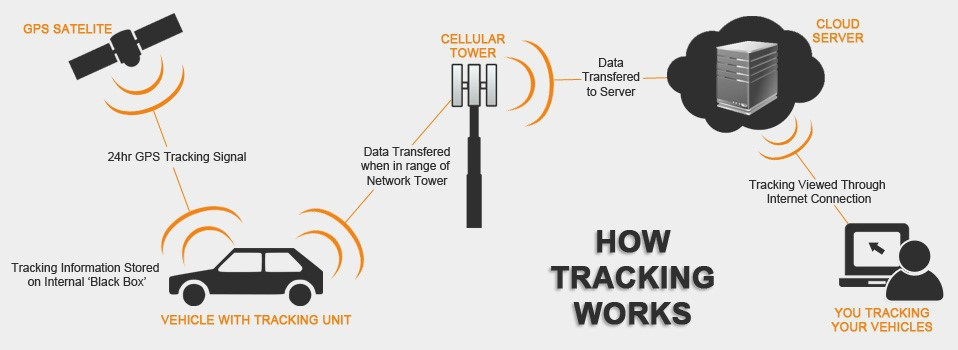 GPS SATELITE
24hr GPS Tracking Signal
Tracking Information Stored
on Internal ‘Black Box’
VEHICLE WITH TRACKING UNIT
Data Transfered
when in range of
Network Tower
CELLULAR
TOWER
Data
Transfered
to Server
CLOUD
SERVER
Tracking Viewed Through
Internet Connection
YOU TRACKING
YOUR VEHICLES
HOW
TRACKING
WORKS